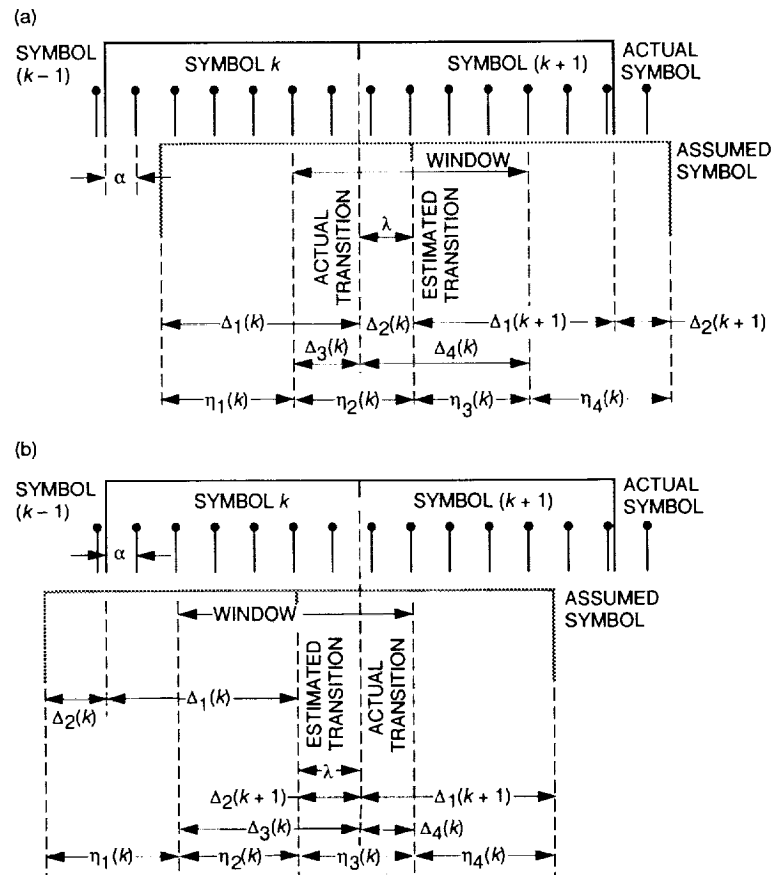 (a)
SYMBOL
(k – 1)
SYMBOL k
SYMBOL (k + 1)
ACTUAL
SYMBOL
ASSUMED
SYMBOL
α
WINDOW
ACTUAL
TRANSITION
λ
ESTIMATED
TRANSITION
Δ1(k)
Δ2(k)
Δ1(k + 1)
Δ2(k + 1)
Δ3(k)
Δ4(k)
η1(k)
η2(k)
η3(k)
η4(k)
(b)
SYMBOL
(k – 1)
SYMBOL k
SYMBOL (k + 1)
ACTUAL
SYMBOL
α
ASSUMED
SYMBOL
WINDOW
ESTIMATED
TRANSITION
ACTUAL
TRANSITION
Δ2(k)
Δ1(k)
λ
Δ2(k + 1)
Δ1(k + 1)
Δ3(k)
Δ4(k)
η1(k)
η2(k)
η3(k)
η4(k)